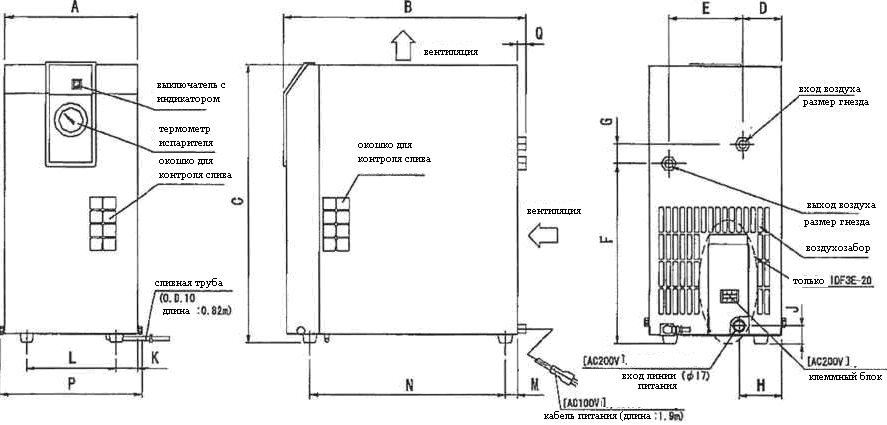 A
B
Q
E
D
вентиляция
выключатель с
индикатором
термометр
испарителя
окошко для
контроля слива
окошко для
контроля слива
C
вентиляция
G
F
вход воздуха
размер гнезда
выход воздуха
размер гнезда
воздухозабор
только IDF3E-20
сливная труба
(O.D.10
длина :0.82m)
J
L
K
P
N
M
H
[AC100V]
кабель питания (длина :1.9m)
[AC200V]
вход линии (φ17)
питания
[AC200V]
клеммный блок